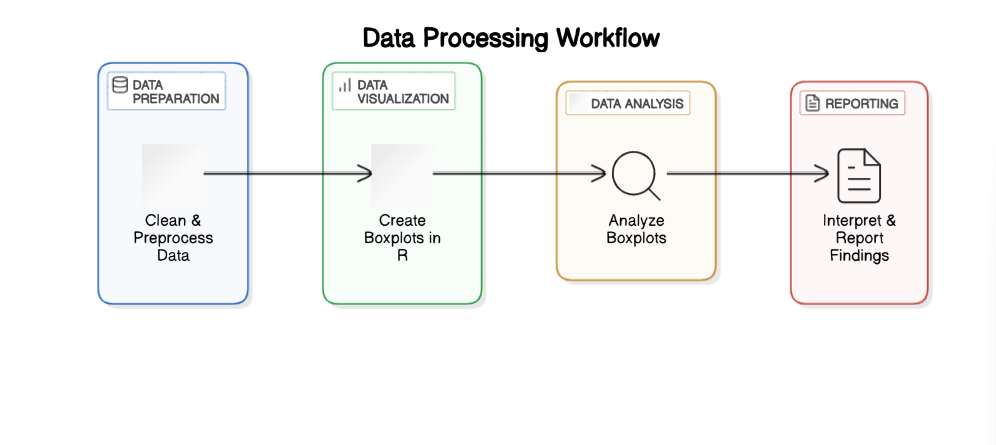 Data Processing Workflow
DATA
PREPARATION
Clean &
Preprocess
Data
DATA
VISUALIZATION
Create
Boxplots in
R
DATA ANALYSIS
Analyze
Boxplots
REPORTING
Interpret &
Report
Findings